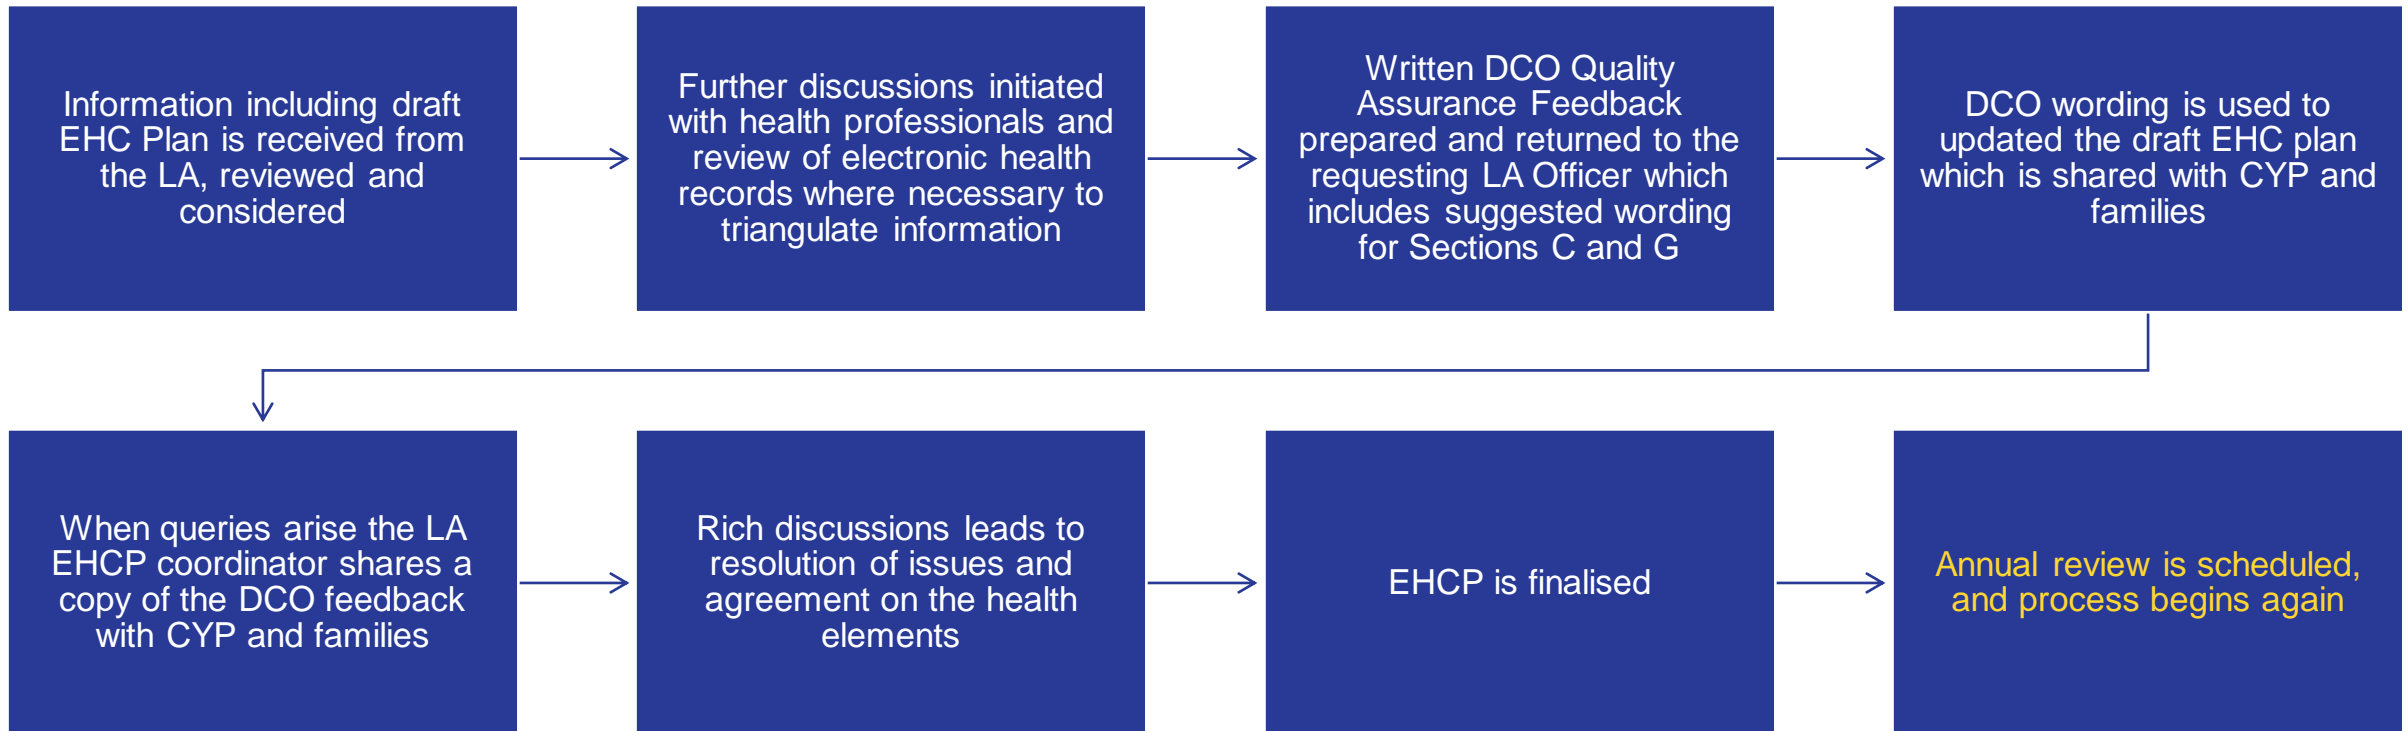 Information including draft
EHC Plan is received from
the LA, reviewed and
considered
Further discussions initiated
with health professionals and
review of electronic health
records where necessary to
triangulate information
Written DCO Quality
Assurance Feedback
prepared and returned to the
requesting LA Officer which
includes suggested wording
for Sections C and G
DCO wording is used to
updated the draft EHC plan
which is shared with CYP and
families
When queries arise the LA
EHCP coordinator shares a
copy of the DCO feedback
with CYP and families
Rich discussions leads to
resolution of issues and
agreement on the health
elements
EHCP is finalised
Annual review is scheduled,
and process begins again